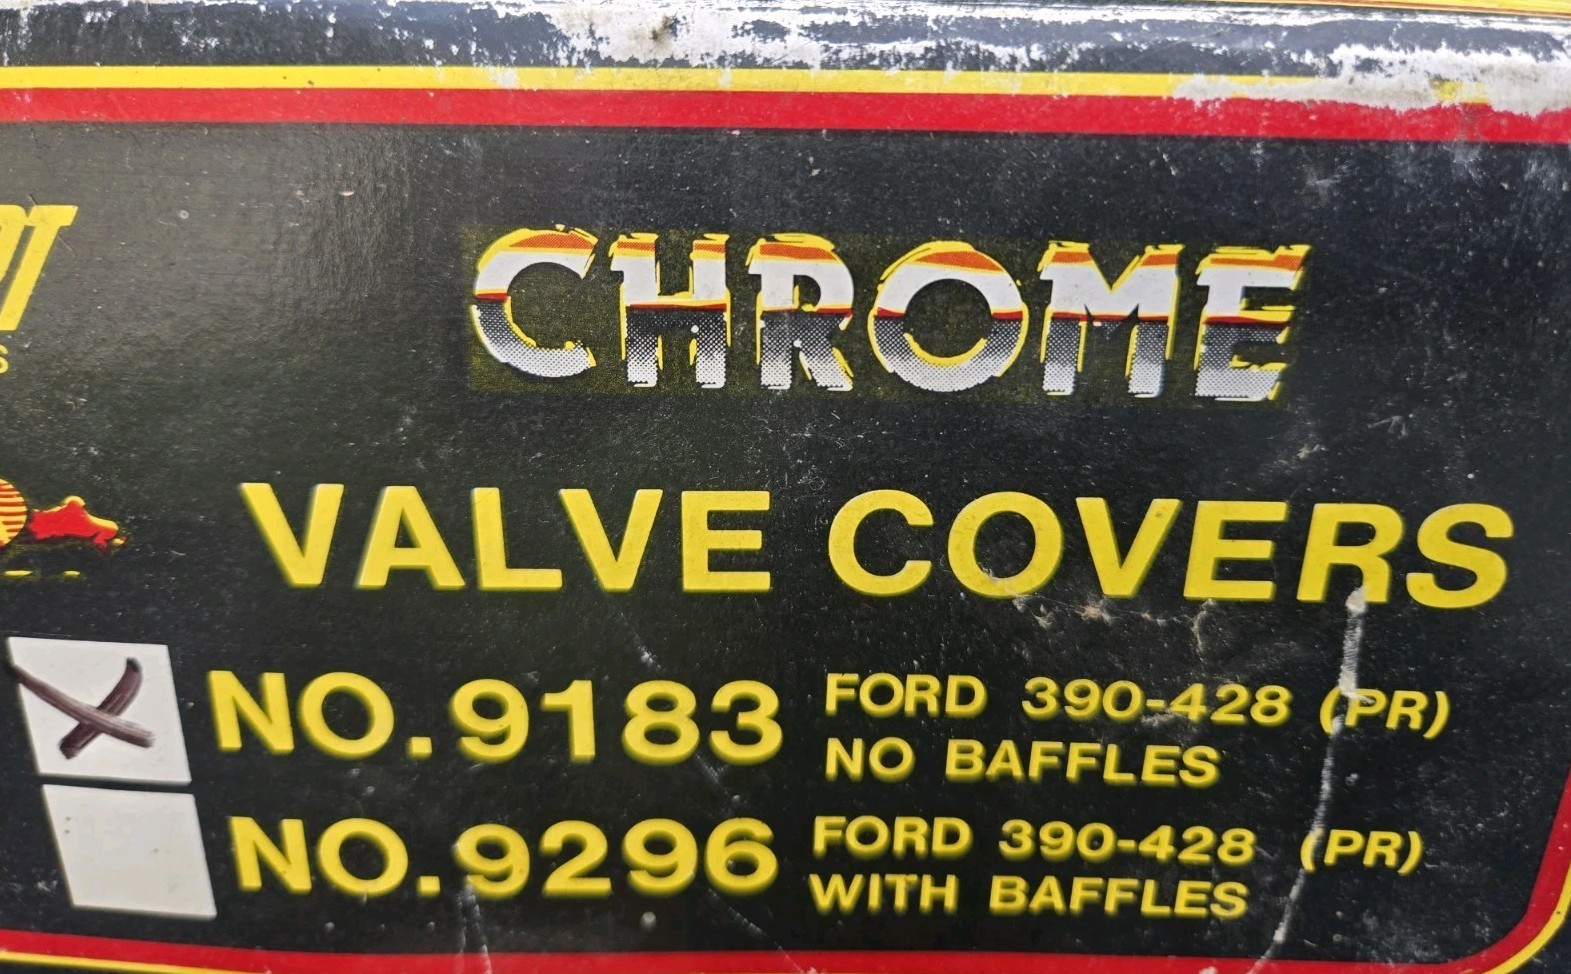 CHROME
VALVE COVERS
NO. 9183 FORD 390-428 (PR)
NO BAFFLES
NO. 9296 FORD 390-428 (PR)
WITH BAFFLES